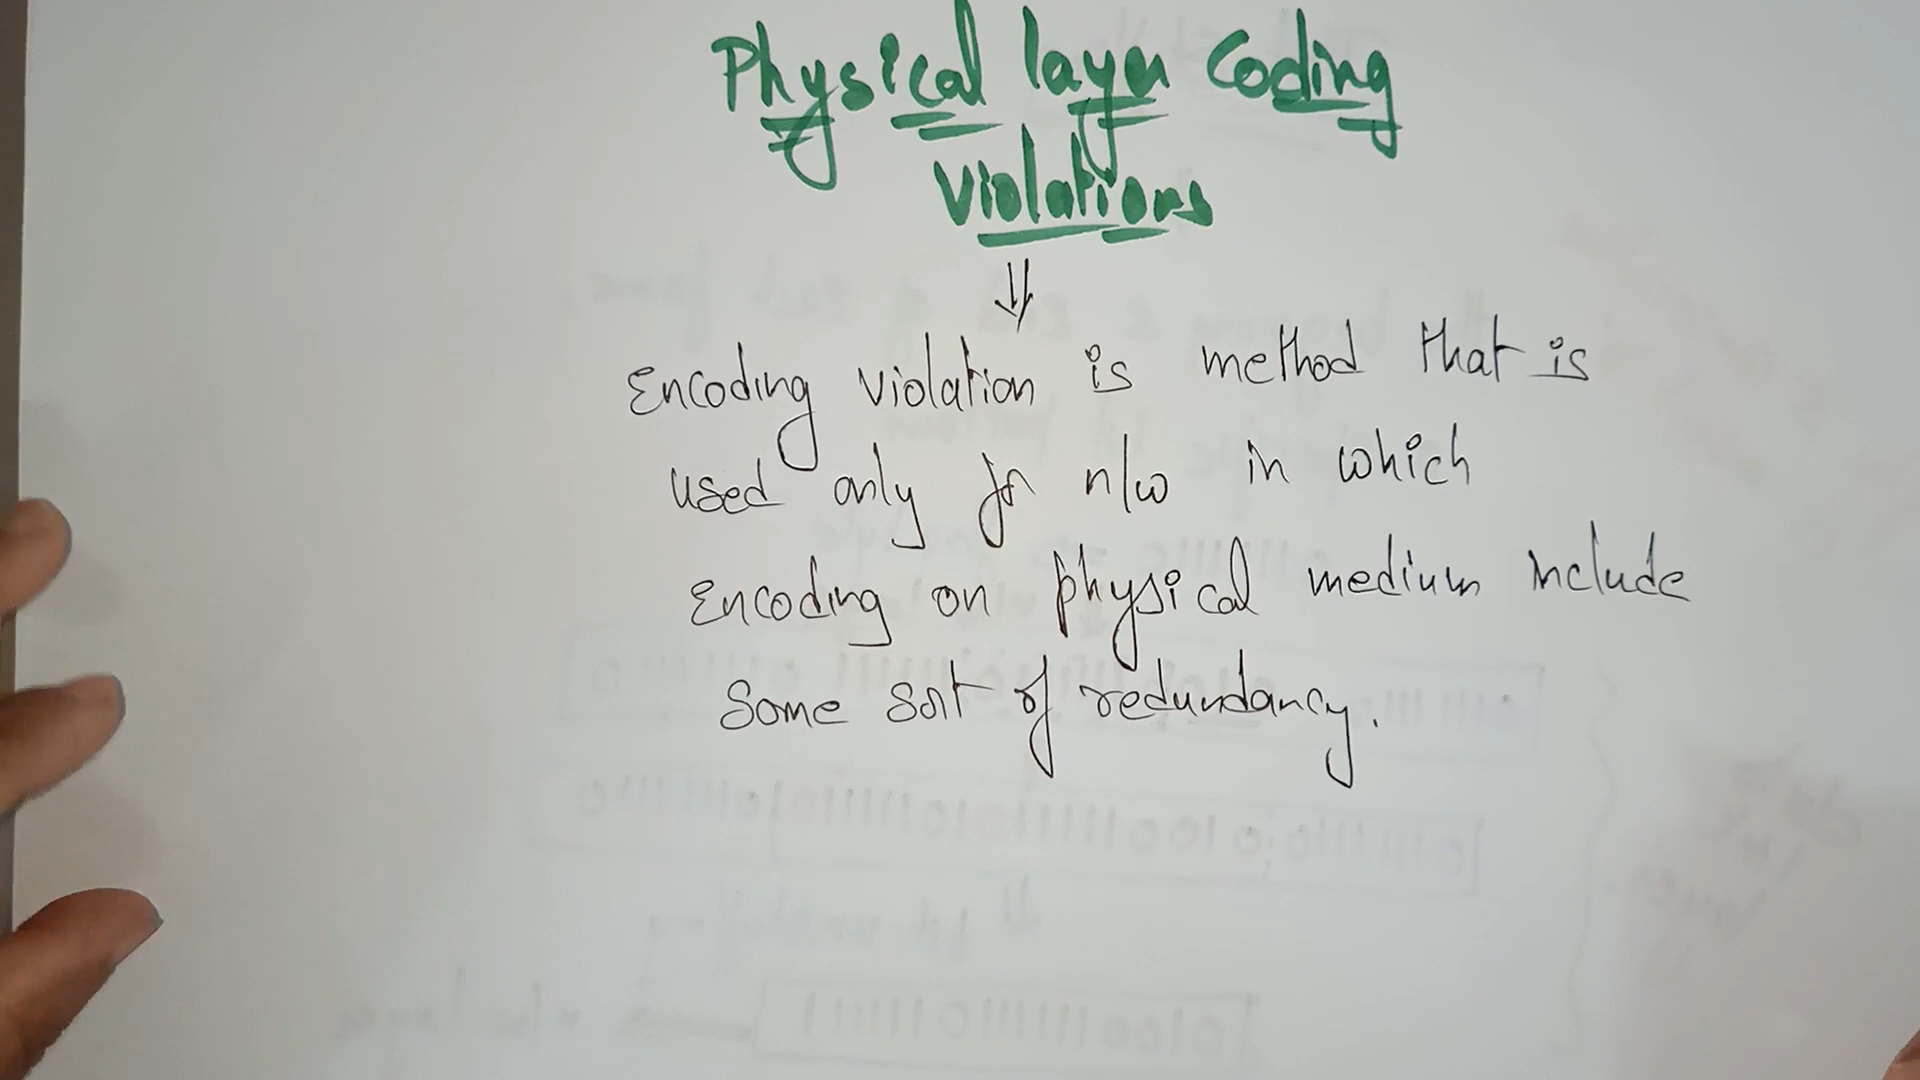 Physical layer Coding
Violations
Encoding violation is method that is
used only for n/w in which
Encoding on physical medium include
Some sort of redundancy.